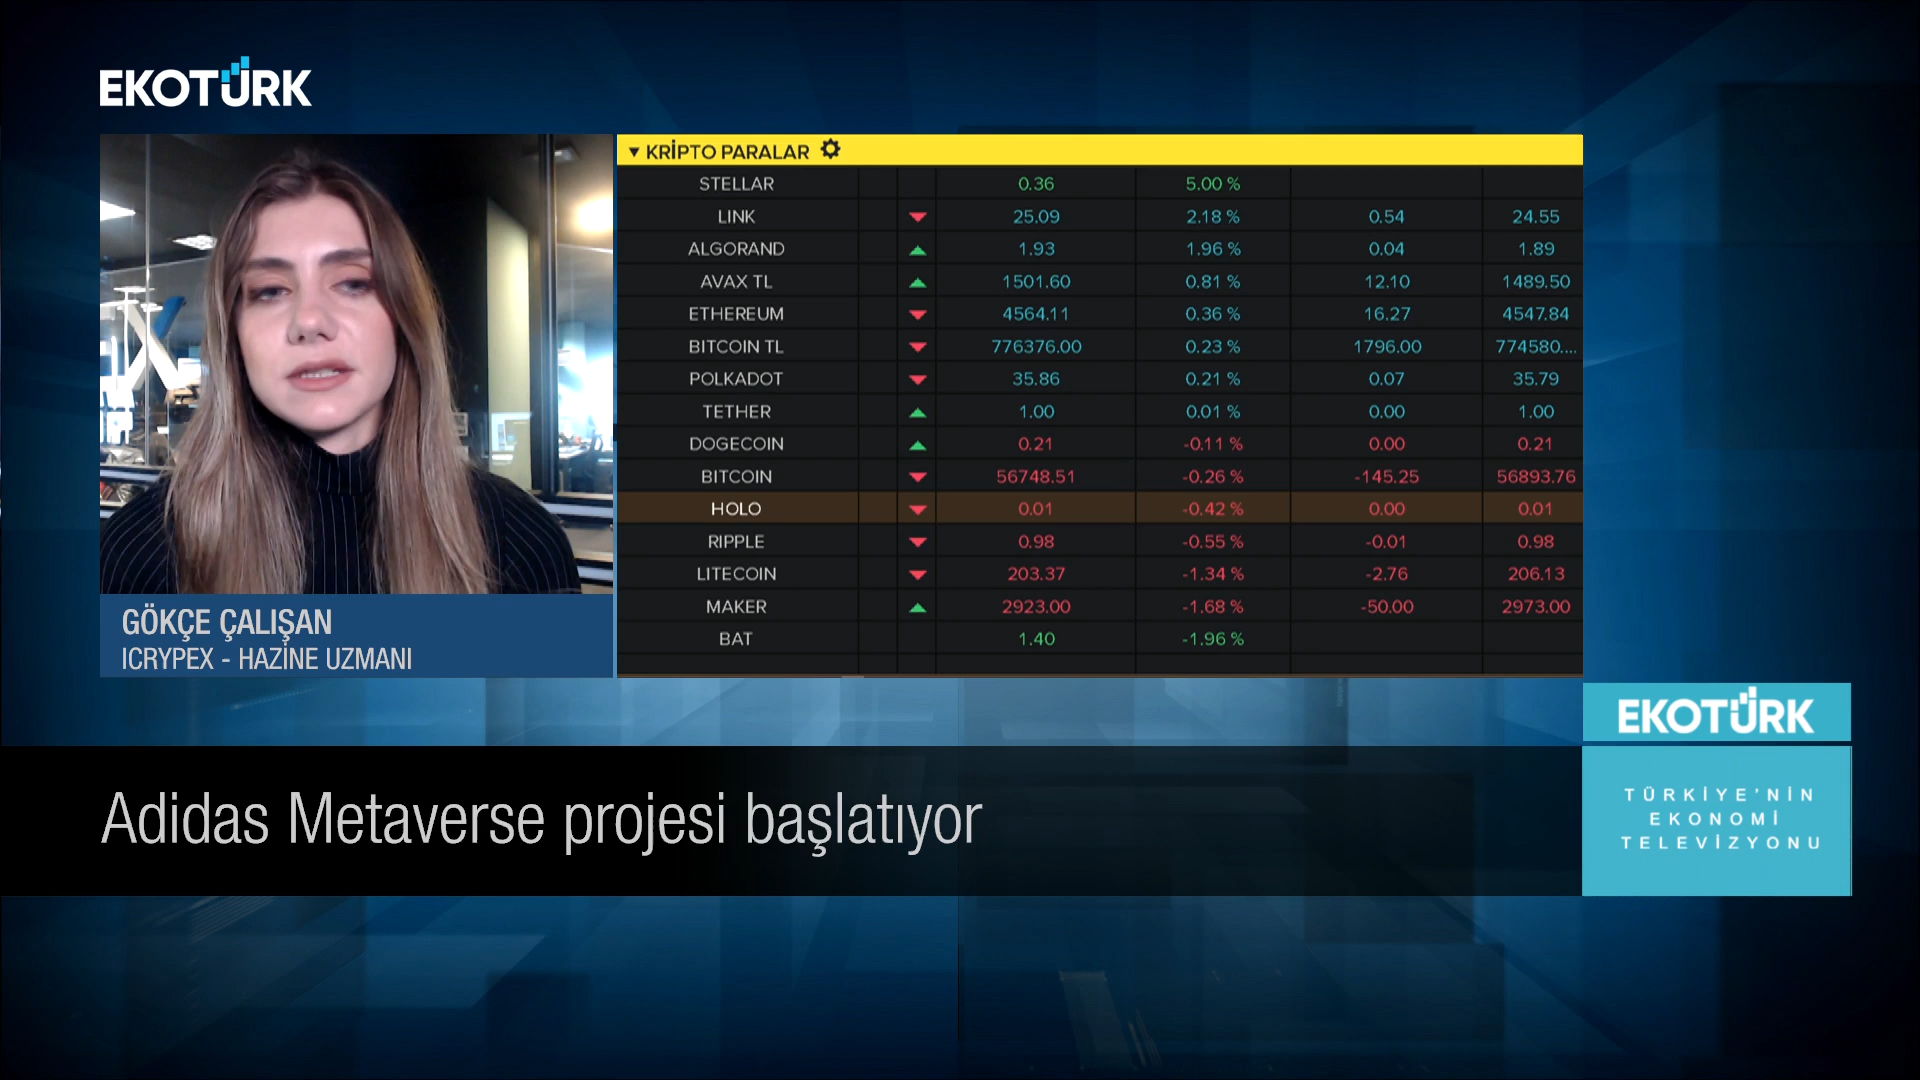 EKOTÜRK
▼ KRİPTO PARALAR
STELLAR 0.36 5.00 %
LINK 25.09 2.18 % 0.54 24.55
ALGORAND 1.93 1.96 % 0.04 1.89
AVAX TL 1501.60 0.81 % 12.10 1489.50
ETHEREUM 4564.11 0.36 % 16.27 4547.84
BITCOIN TL 776376.00 0.23 % 1796.00 774580....
POLKADOT 35.86 0.21 % 0.07 35.79
TETHER 1.00 0.01 % 0.00 1.00
DOGECOIN 0.21 -0.11 % 0.00 0.21
BITCOIN 56748.51 -0.26 % -145.25 56893.76
HOLO 0.01 -0.42 % 0.00 0.01
RIPPLE 0.98 -0.55 % -0.01 0.98
LITECOIN 203.37 -1.34 % -2.76 206.13
MAKER 2923.00 -1.68 % -50.00 2973.00
BAT 1.40 -1.96 %
GÖKÇE ÇALIŞAN
ICRYPEX - HAZİNE UZMANI
EKOTÜRK
Adidas Metaverse projesi başlatıyor
TÜRKİYE'NİN
EKONOMİ
TELEVİZYONU